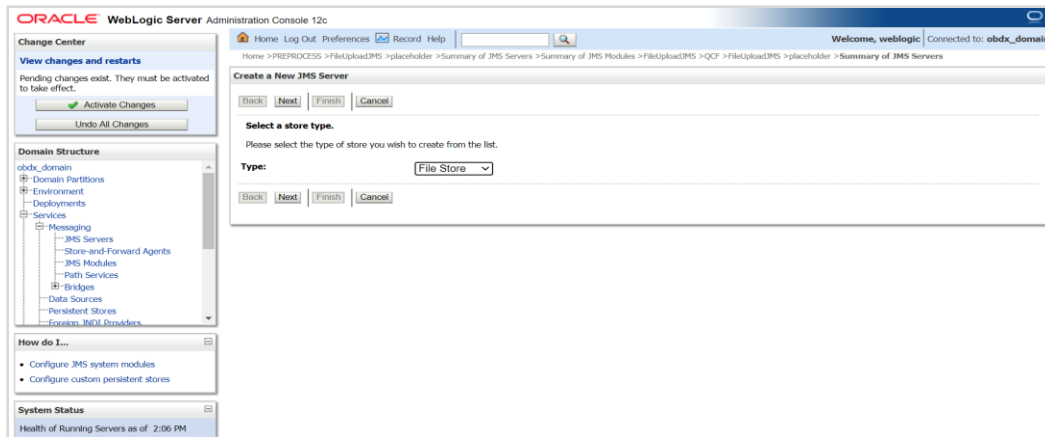 ORACLE WebLogic Server Administration Console 12c
Change Center
View changes and restarts
Pending changes exist. They must be activated
to take effect.
Activate Changes
Undo All Changes
Domain Structure
obdx_domain
Domain Partitions
Environment
Deployments
Services
Messaging
JMS Servers
Store-and-Forward Agents
JMS Modules
Path Services
Bridges
Data Sources
Persistent Stores
Foreign JNDI Providers
How do I...
Configure JMS system modules
Configure custom persistent stores
System Status
Health of Running Servers as of 2:06 PM
Home Log Out Preferences Record Help
Welcome, weblogic Connected to: obdx_domain
Home >PREPROCESS >FileUploadJMS >placeholder >Summary of JMS Servers >Summary of JMS Modules >FileUploadJMS >QCF >FileUploadJMS >placeholder >Summary of JMS Servers
Create a New JMS Server
Back Next Finish Cancel
Select a store type.
Please select the type of store you wish to create from the list.
Type: File Store
Back Next Finish Cancel